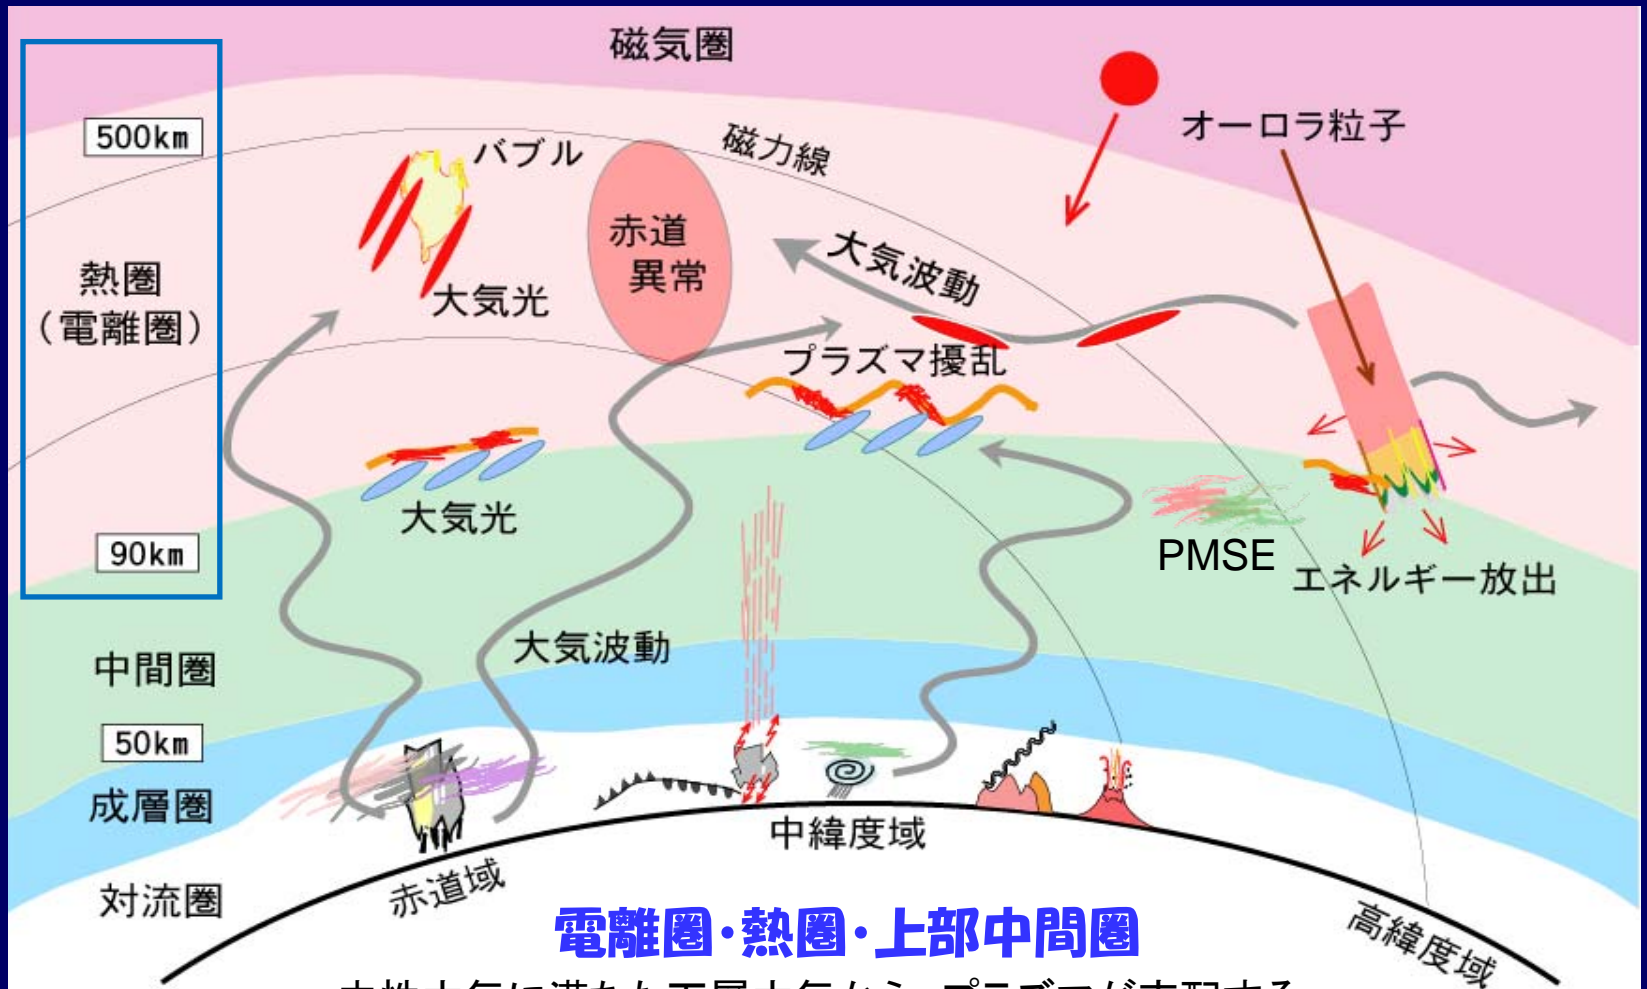 磁気圏
500km
オーロラ粒子
バブル
磁力線
赤道
異常
大気波動
熱圏
(電離圏)
大気光
プラズマ擾乱
大気光
90km
PMSE
エネルギー放出
大気波動
中間圏
50km
成層圏
中緯度域
赤道域
対流圏
電離圏・熱圏・上部中間圏
高緯度域